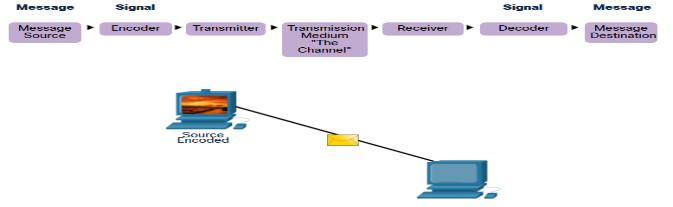 Message Signal Signal Message
Message Source
Encoder
Transmitter
Transmission Medium "The Channel"
Receiver
Decoder
Message Destination
Source Encoded